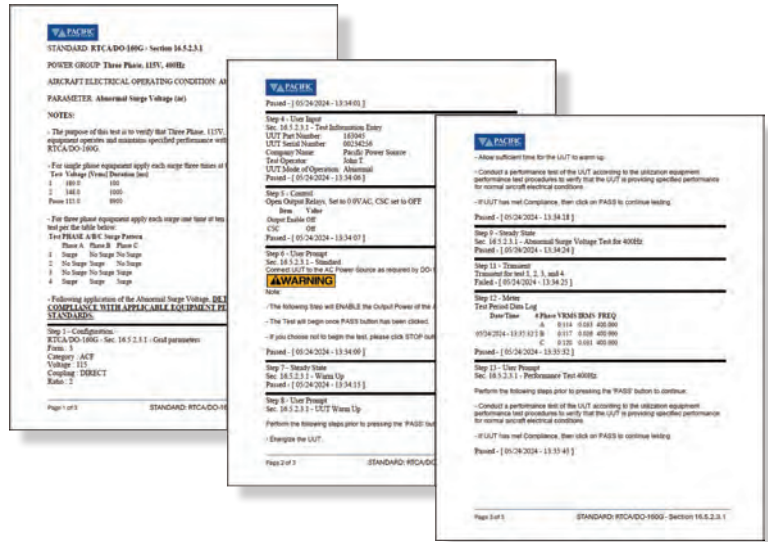 PACIFIC
STANDARD: RTCA/DO-160G - Section 16.5.2.3.1
POWER GROUP: Three Phase, 115V, 400Hz
AIRCRAFT ELECTRICAL OPERATING CONDITION:
PARAMETER: Abnormal Surge Voltage (ac)
NOTES:
- The purpose of this test is to verify that Three Phase, 115V,
equipment operates and maintains specified performance
RTCA/DO-160G.
- For single phase equipment apply each surge three times at
Test Voltage [Vrms] Duration [ms]
1 160.0 100
2 148.0 1000
Pause 115.0
- For three phase equipment apply each surge one time at ten
test per the table below:
Test PHASE A/B/C Surge Pattern
Phase A Phase B Phase C
1 Surge No Surge No Surge
2 No Surge Surge No Surge
3 No Surge No Surge Surge
4 Surge Surge Surge
- Following application of the Abnormal Surge Voltage,
COMPLIANCE WITH APPLICABLE EQUIPMENT
STANDARDS.
Step 1 - Configuration
RTCA/DO-160G - Sec. 16.5.2.3.1 - Grid parameters
Form : 3
Category : ACF
Voltage : 115
Coupling : DIRECT
Ratio : 2
Page 1 of 3 STANDARD: RTCA/DO-16
PACIFIC
Passed - [ 05/24/2024 - 13:34:01 ]
Step 4 - User Input
Sec. 16.5.2.3.1 - Test Information Entry
UUT Part Number: 163045
UUT Serial Number 00254256
Company Name: Pacific Power Source
Test Operator: John T.
UUT Mode of Operation: Abnormal
Passed - [ 05/24/2024 - 13:34:06 ]
Step 5 - Control
Open Output Relays, Set to 0.0VAC, CSC set to OFF
Item Value
Output Enable Off
CSC Off
Passed - [ 05/24/2024 - 13:34:07 ]
Step 6 - User Prompt
Sec. 16.5.2.3.1 - Standard
Connect UUT to the AC Power Source as required by DO-
WARNING
Note:
- The following Step will ENABLE the Output Power of the
- The Test will begin once PASS button has been clicked.
- If you choose not to begin the test, please click STOP
Passed - [ 05/24/2024 - 13:34:09 ]
Step 7 - Steady State
Sec. 16.5.2.3.1 - Warm Up
Passed - [ 05/24/2024 - 13:34:15 ]
Step 8 - User Prompt
Sec. 16.5.2.3.1 - UUT Warm Up
Perform the following steps prior to pressing the 'PASS'
- Energize the UUT.
Page 2 of 3 STANDARD: RTCA/DO
PACIFIC
- Allow sufficient time for the UUT to warm up.
- Conduct a performance test of the UUT according to the utilization equipment
performance test procedures to verify that the UUT is providing specified performance
for normal aircraft electrical conditions.
- If UUT has met Compliance, then click on PASS to continue testing
Passed - [ 05/24/2024 - 13:34:18 ]
Step 9 - Steady State
Sec. 16.5.2.3.1 - Abnormal Surge Voltage Test for 400Hz
Passed - [ 05/24/2024 - 13:34:24 ]
Step 11 - Transient
Transient for test 1, 2, 3, and 4
Failed - [ 05/24/2024 - 13:34:25 ]
Step 12 - Meter
Test Period Data Log
Date/Time # Phase VRMS IRMS FREQ
A 0.114 0.031 400.000
B 0.117 0.028 400.000
C 0.120 0.031 400.000
Passed - [ 05/24/2024 - 13:35:32 ]
Step 13 - User Prompt
Sec. 16.5.2.3.1 - Performance Test 400Hz
Perform the following steps prior to pressing the 'PASS' button to continue.
- Conduct a performance test of the UUT according to the utilization equipment
performance test procedures to verify that the UUT is providing specified performance
for normal aircraft electrical conditions.
- If UUT has met Compliance, then click on PASS to continue testing
Passed - [ 05/24/2024 - 13:35:45 ]
Page 3 of 3 STANDARD: RTCA/DO-160G - Section 16.5.2.3.1